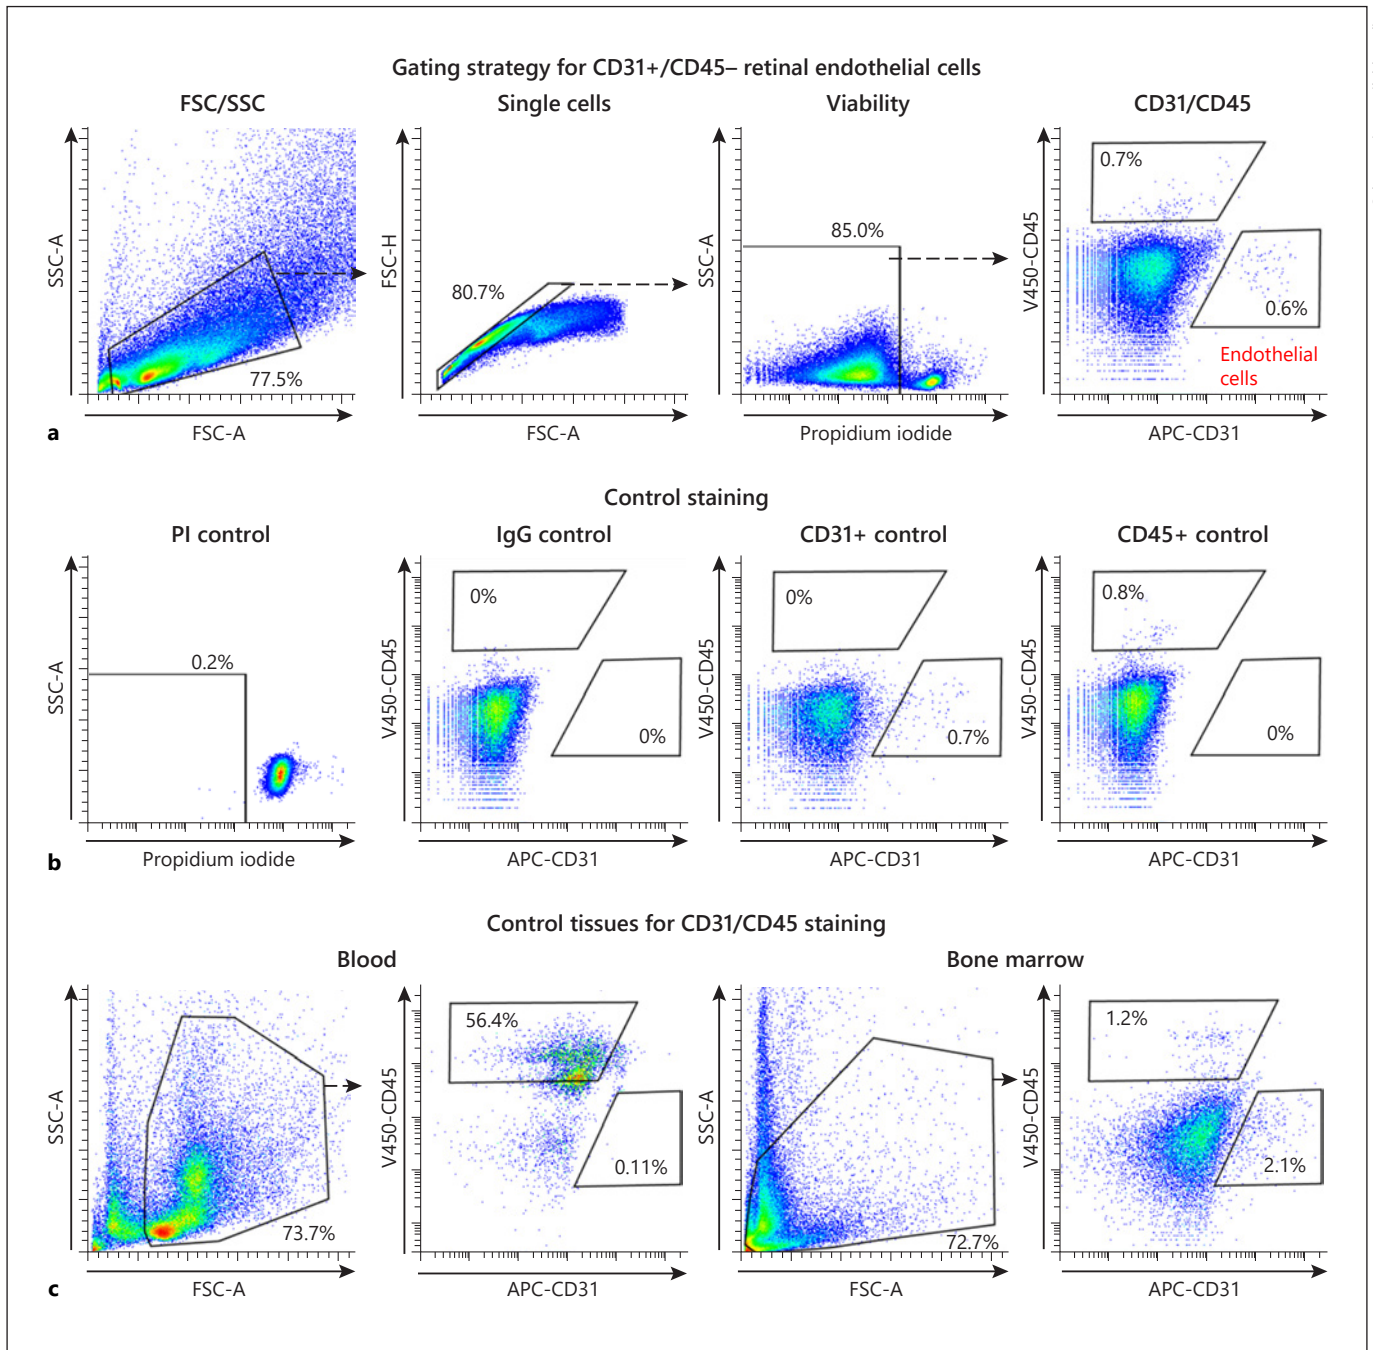 Gating strategy for CD31+/CD45– retinal endothelial cells
FSC/SSC
Single cells
Viability
CD31/CD45
SSC-A
77.5%
FSC-A
FSC-H
80.7%
FSC-A
SSC-A
85.0%
Propidium iodide
V450-CD45
0.7%
0.6%
Endothelial
cells
APC-CD31
a
Control staining
PI control
IgG control
CD31+ control
CD45+ control
SSC-A
0.2%
Propidium iodide
V450-CD45
0%
0%
APC-CD31
V450-CD45
0%
0.7%
APC-CD31
V450-CD45
0.8%
0%
APC-CD31
b
Control tissues for CD31/CD45 staining
Blood
Bone marrow
SSC-A
73.7%
FSC-A
V450-CD45
56.4%
0.11%
APC-CD31
SSC-A
72.7%
FSC-A
V450-CD45
1.2%
2.1%
APC-CD31
c